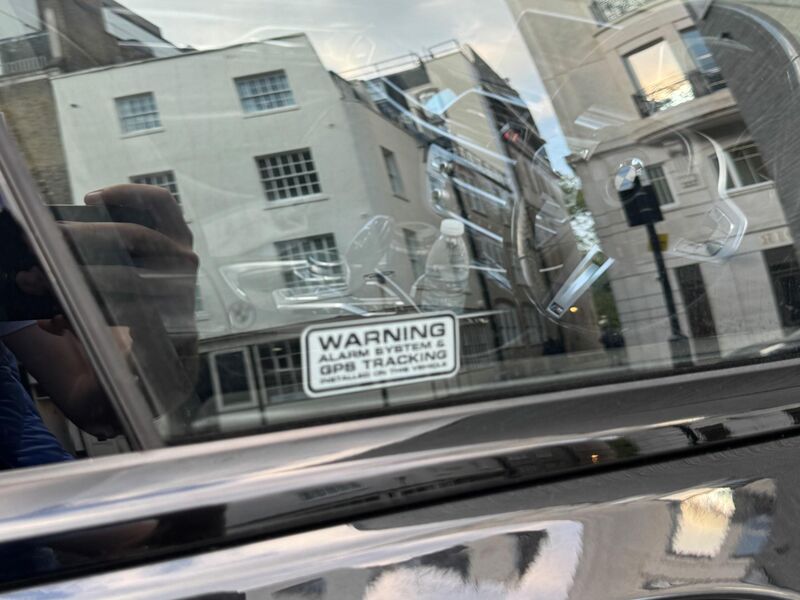 WARNING
ALARM SYSTEM &
GPS TRACKING
INSTALLED ON THIS VEHICLE